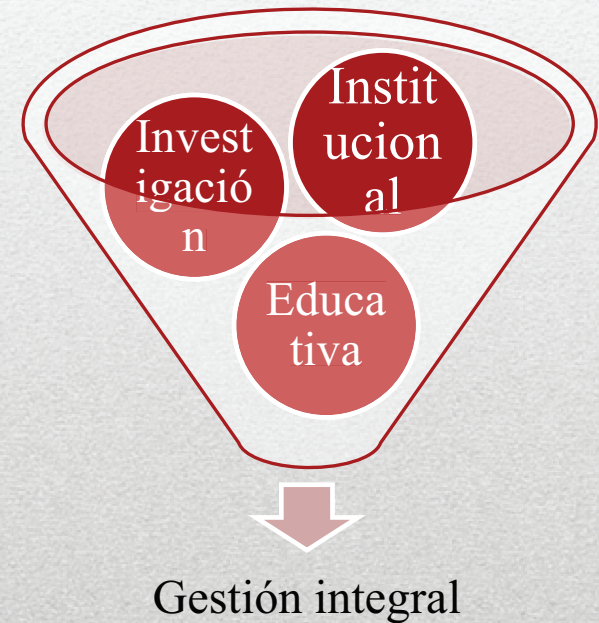 Invest
igació
n
Instit
ucion
al
Educa
tiva
Gestión integral